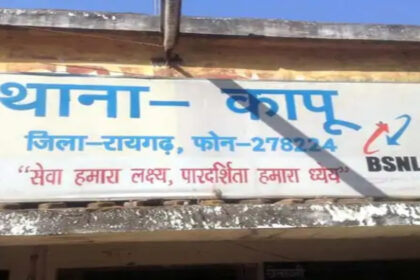 थाना- कापू
जिला-रायगढ़, फोन-278224
BSNL
"सेवा हमारा लक्ष्य, पारदर्शिता हमारा ध्येय"